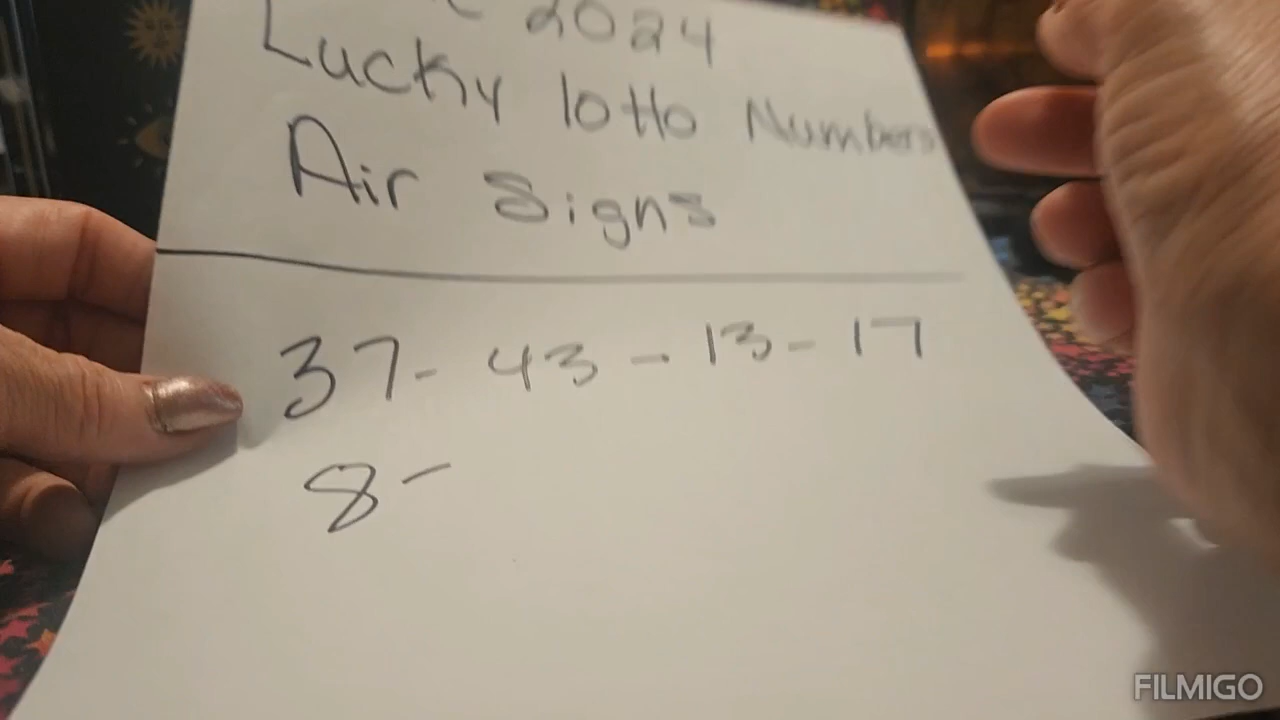 2024
Lucky lotto Numbers
Air Signs
37 - 43 - 13 - 17
8 -
FILMIGO